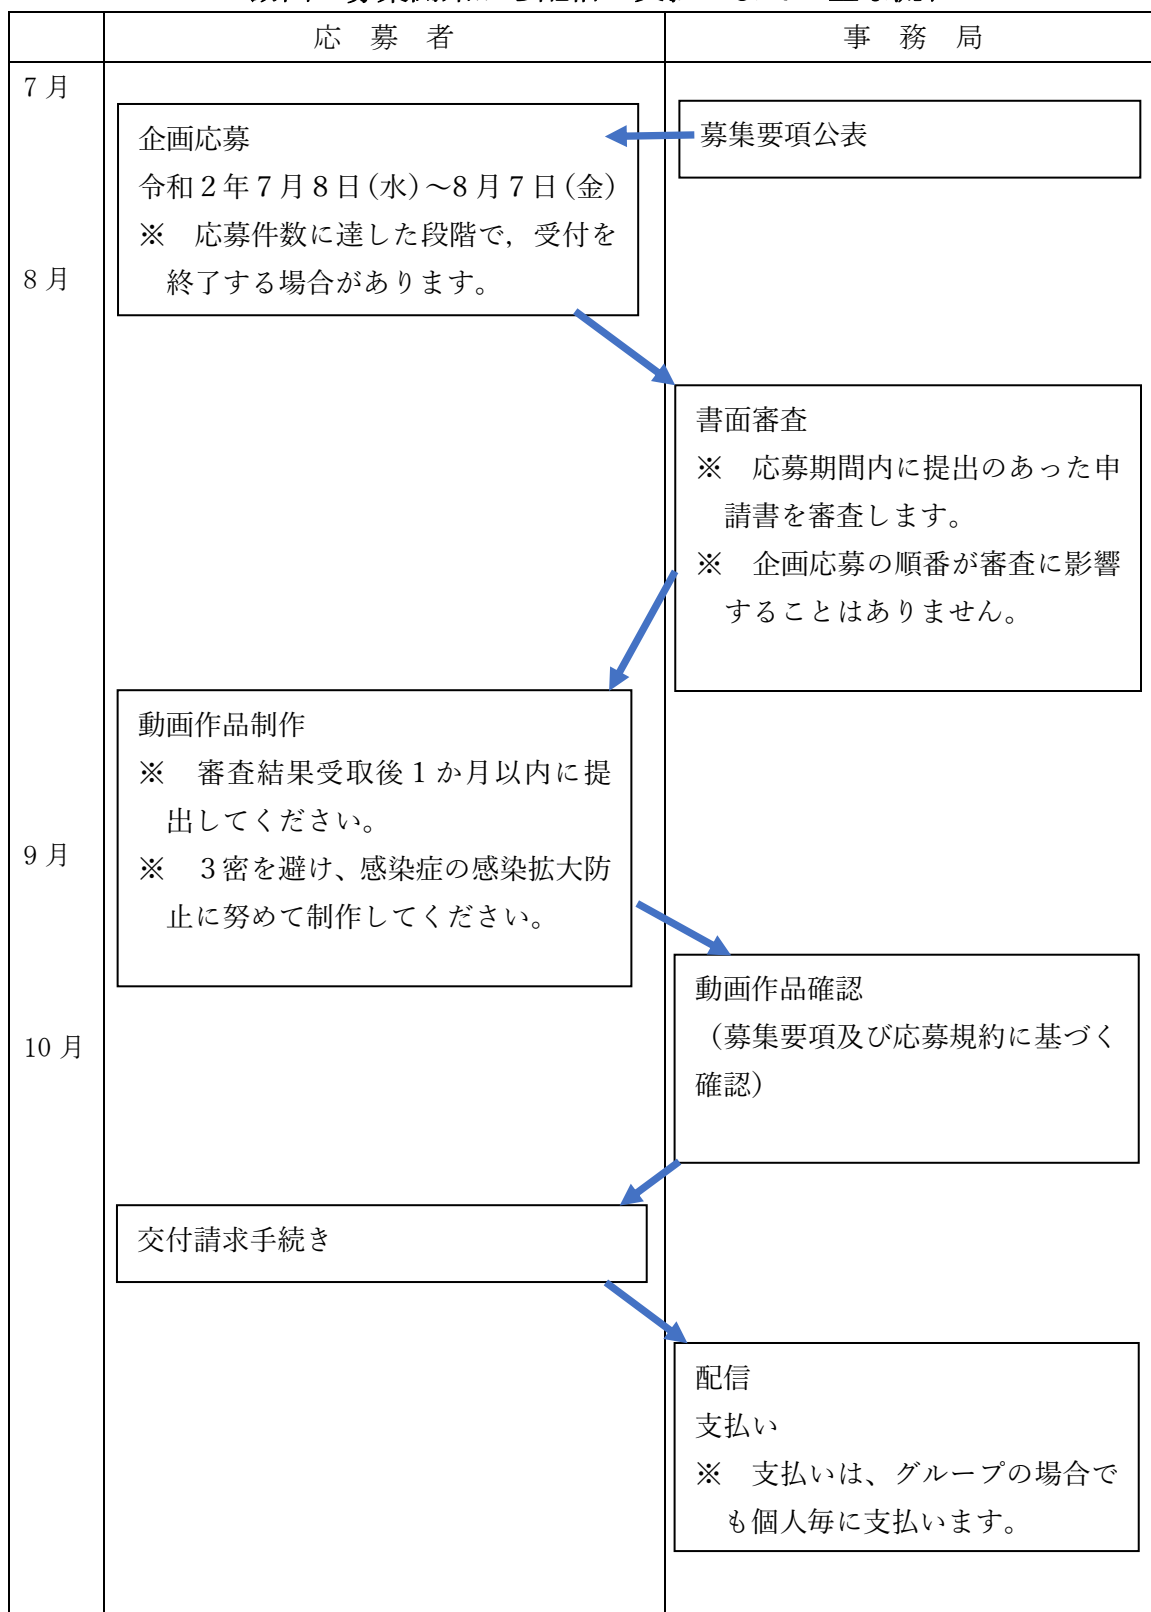 応 募 者
事 務 局
7 月
募集要項公表
企画応募
令和２年７月８日(水)～8 月７日(金)
※ 応募件数に達した段階で，受付を
終了する場合があります。
8 月
書面審査
※ 応募期間内に提出のあった申
請書を審査します。
※ 企画応募の順番が審査に影響
することはありません。
動画作品制作
※ 審査結果受取後１か月以内に提
出してください。
※ ３密を避け、感染症の感染拡大防
止に努めて制作してください。
9 月
動画作品確認
（募集要項及び応募規約に基づく
確認）
10 月
交付請求手続き
配信
支払い
※ 支払いは、グループの場合で
も個人毎に支払います。